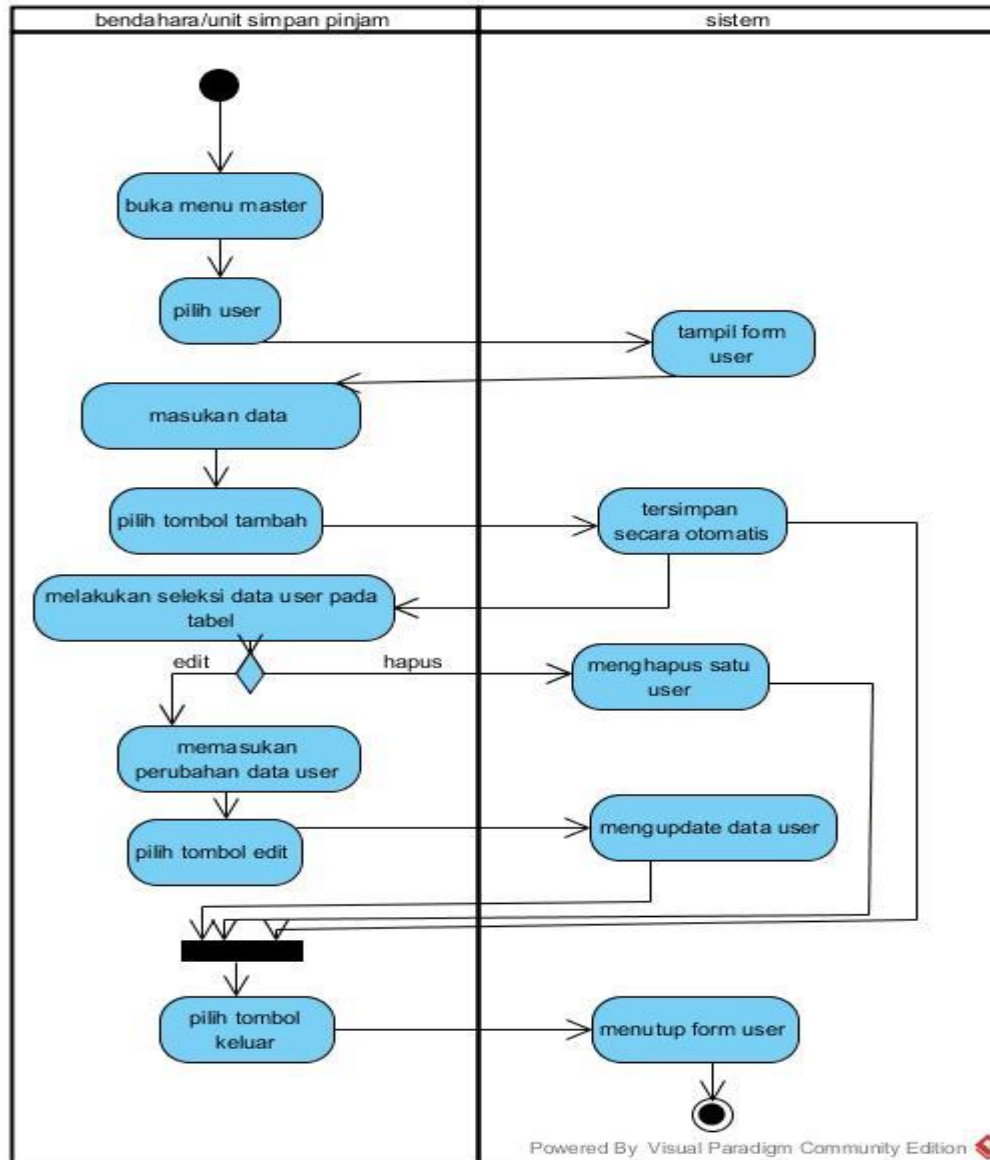 bendahara/unit simpan pinjam
sistem
buka menu master
pilih user
tampil form
user
masukan data
pilih tombol tambah
tersimpan
secara otomatis
melakukan seleksi data user pada
tabel
edit
hapus
menghapus satu
user
memasukan
perubahan data user
pilih tombol edit
mengupdate data user
pilih tombol
keluar
menutup form user
Powered By Visual Paradigm Community Edition